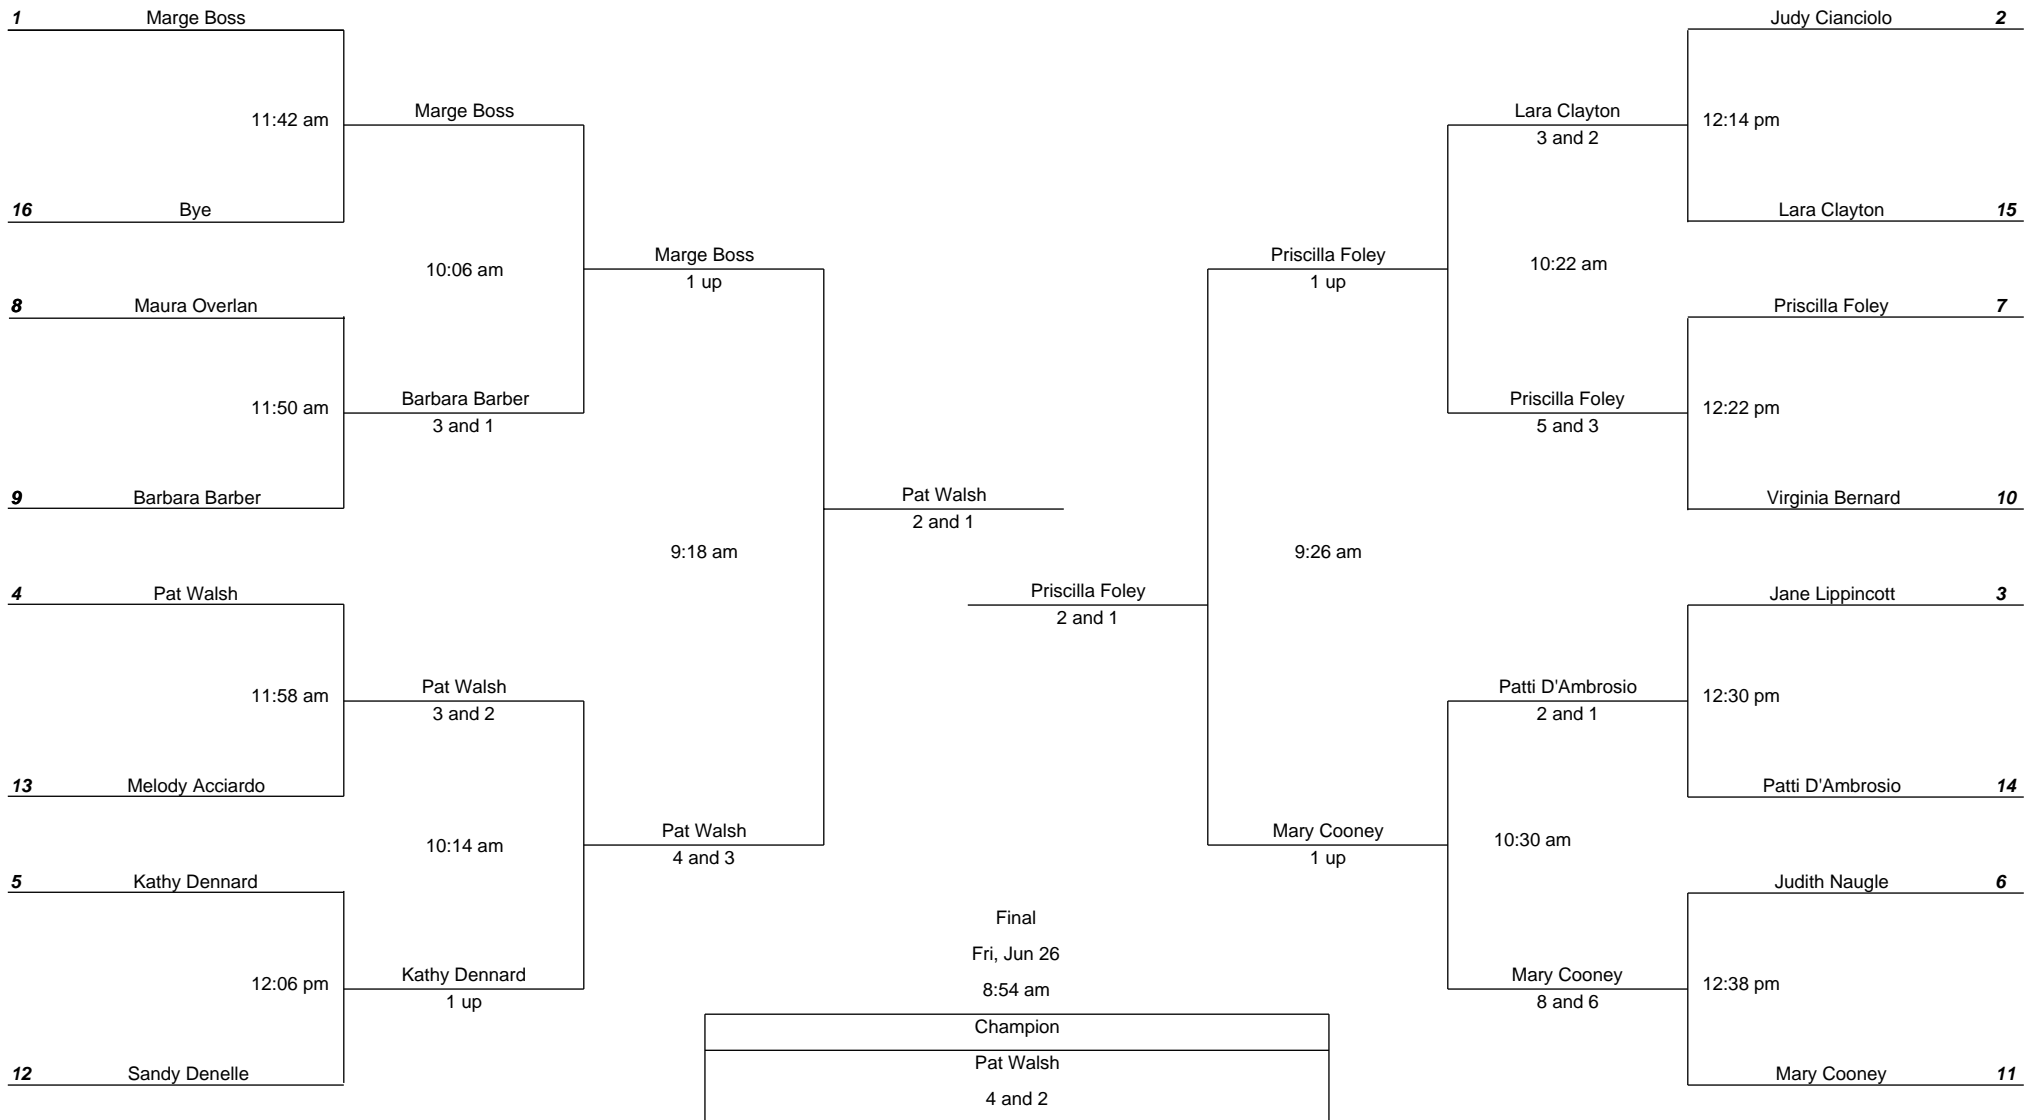 1 Marge Boss
11:42 am
Marge Boss
16 Bye
10:06 am
Marge Boss
1 up
8 Maura Overlan
11:50 am
Barbara Barber
3 and 1
9 Barbara Barber
9:18 am
Pat Walsh
2 and 1
4 Pat Walsh
11:58 am
Pat Walsh
3 and 2
13 Melody Acciardo
10:14 am
Pat Walsh
4 and 3
5 Kathy Dennard
12:06 pm
Kathy Dennard
1 up
12 Sandy Denelle
Judy Cianciolo 2
Lara Clayton
3 and 2
12:14 pm
Lara Clayton 15
Priscilla Foley
1 up
10:22 am
Priscilla Foley 7
Priscilla Foley
5 and 3
12:22 pm
Virginia Bernard 10
9:26 am
Priscilla Foley
2 and 1
Jane Lippincott 3
Patti D'Ambrosio
2 and 1
12:30 pm
Patti D'Ambrosio 14
Mary Cooney
1 up
10:30 am
Judith Naugle 6
Mary Cooney
8 and 6
12:38 pm
Mary Cooney 11
Final
Fri, Jun 26
8:54 am
Champion
Pat Walsh
4 and 2